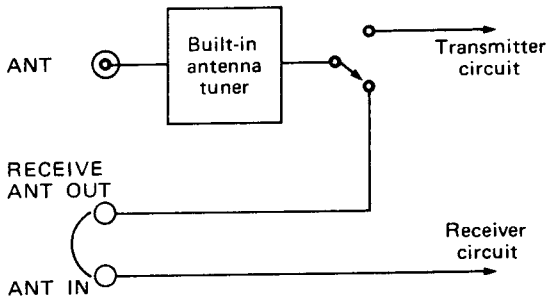 ANT
Built-in
antenna
tuner
Transmitter
circuit
RECEIVE
ANT OUT
ANT IN
Receiver
circuit